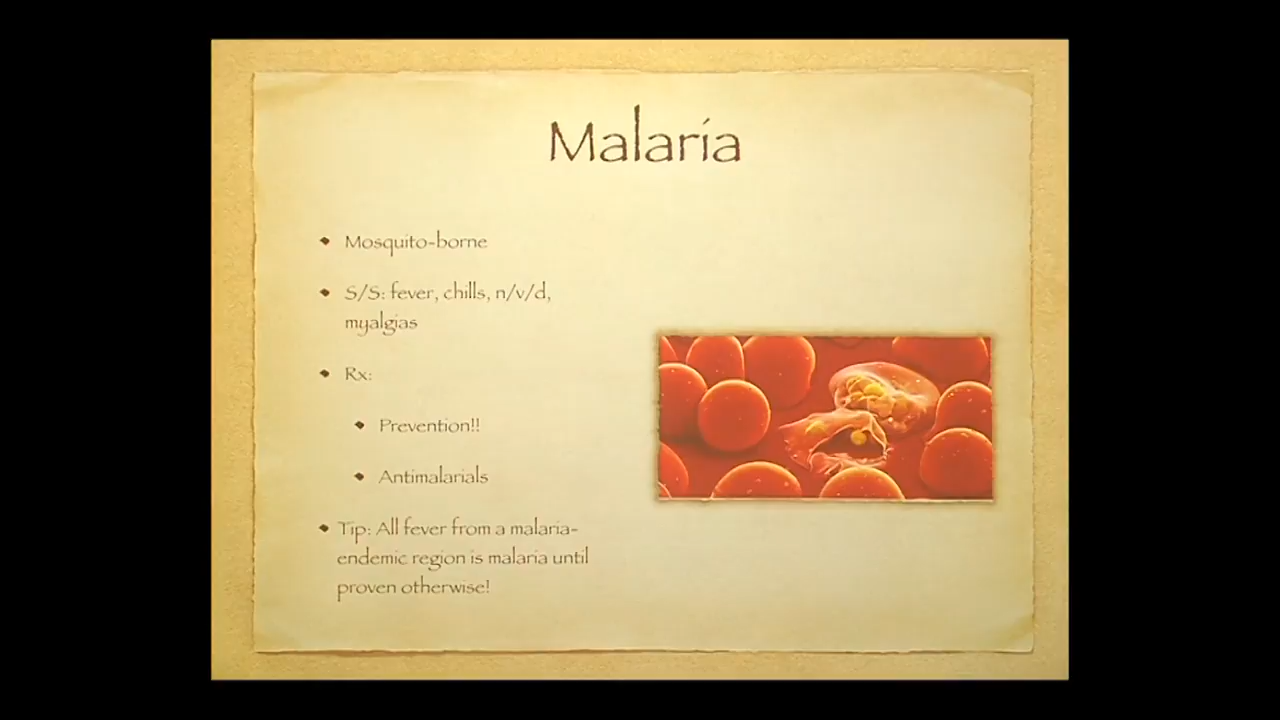 Malaria
Mosquito-borne
S/S: fever, chills, n/v/d,
myalgias
Rx:
Prevention!!
Antimalarials
Tip: All fever from a malaria-
endemic region is malaria until
proven otherwise!